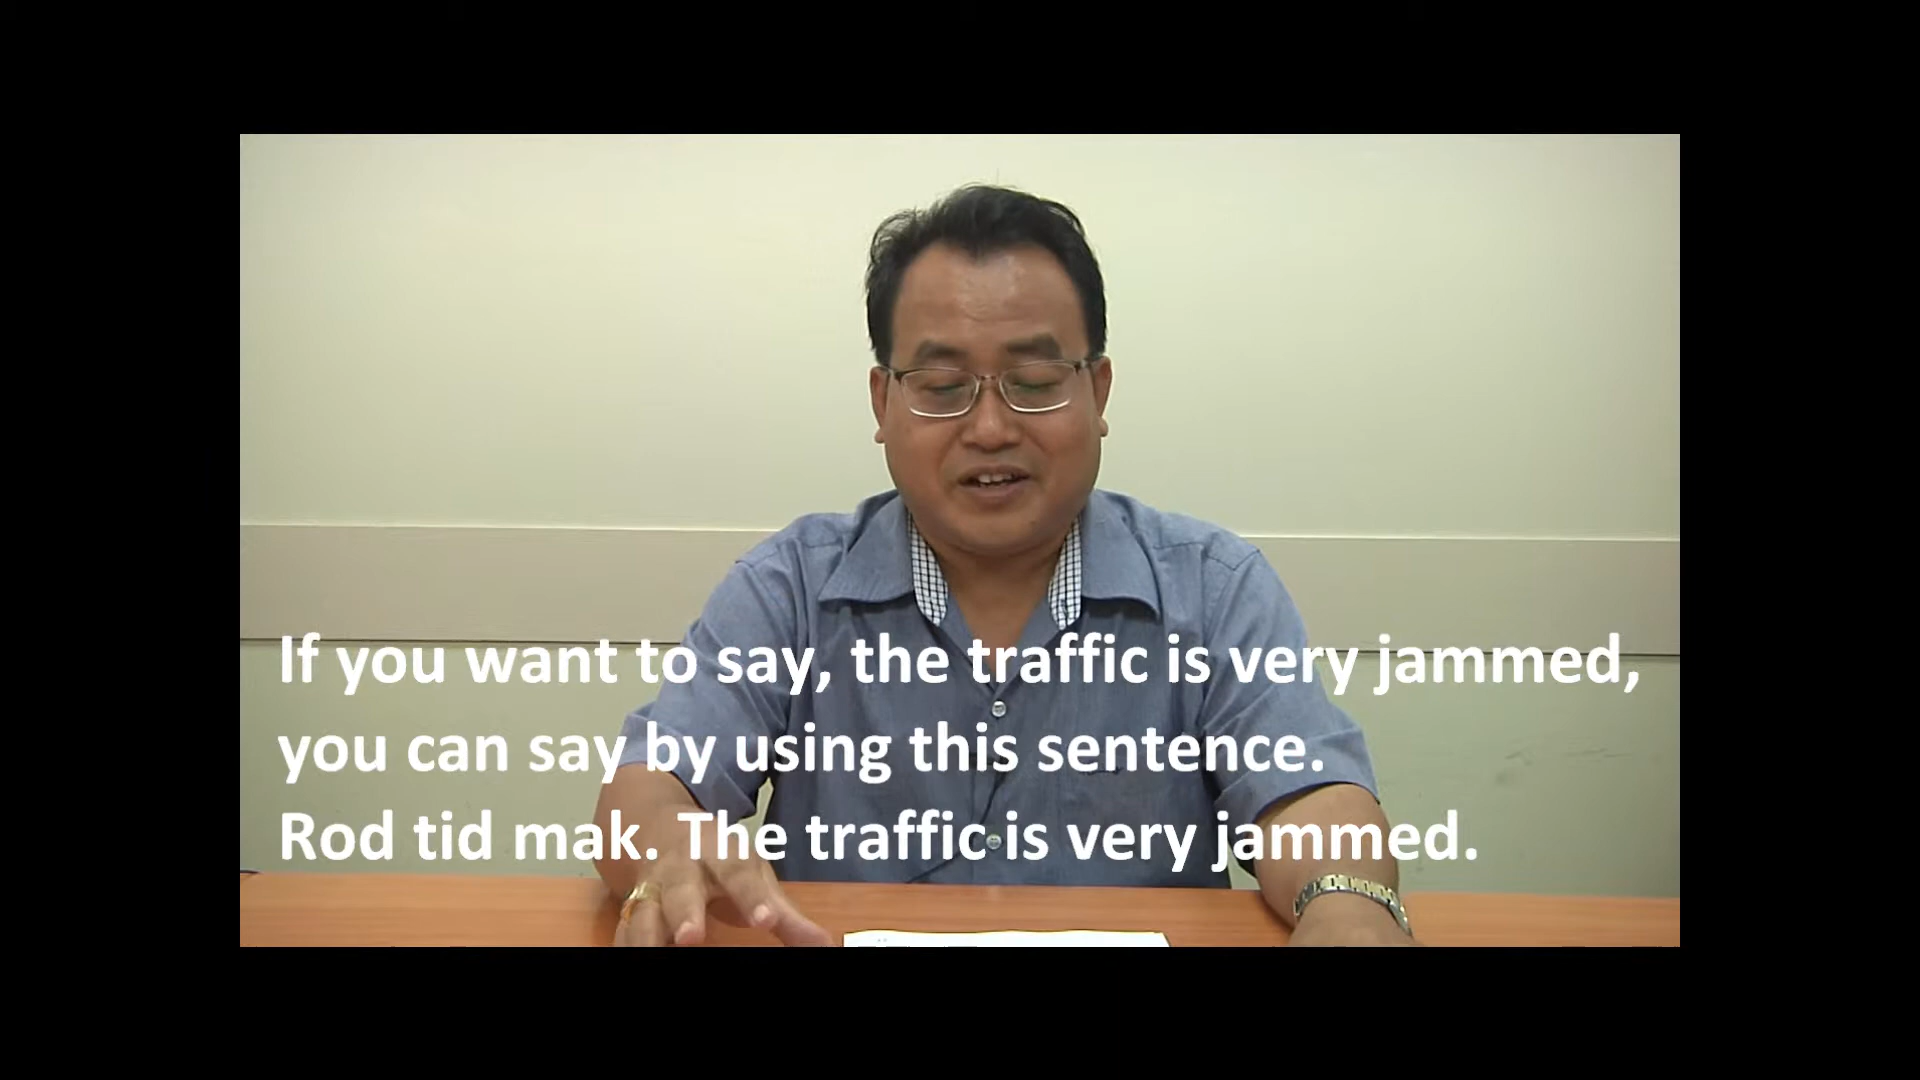 If you want to say, the traffic is very jammed,
you can say by using this sentence.
Rod tid mak. The traffic is very jammed.